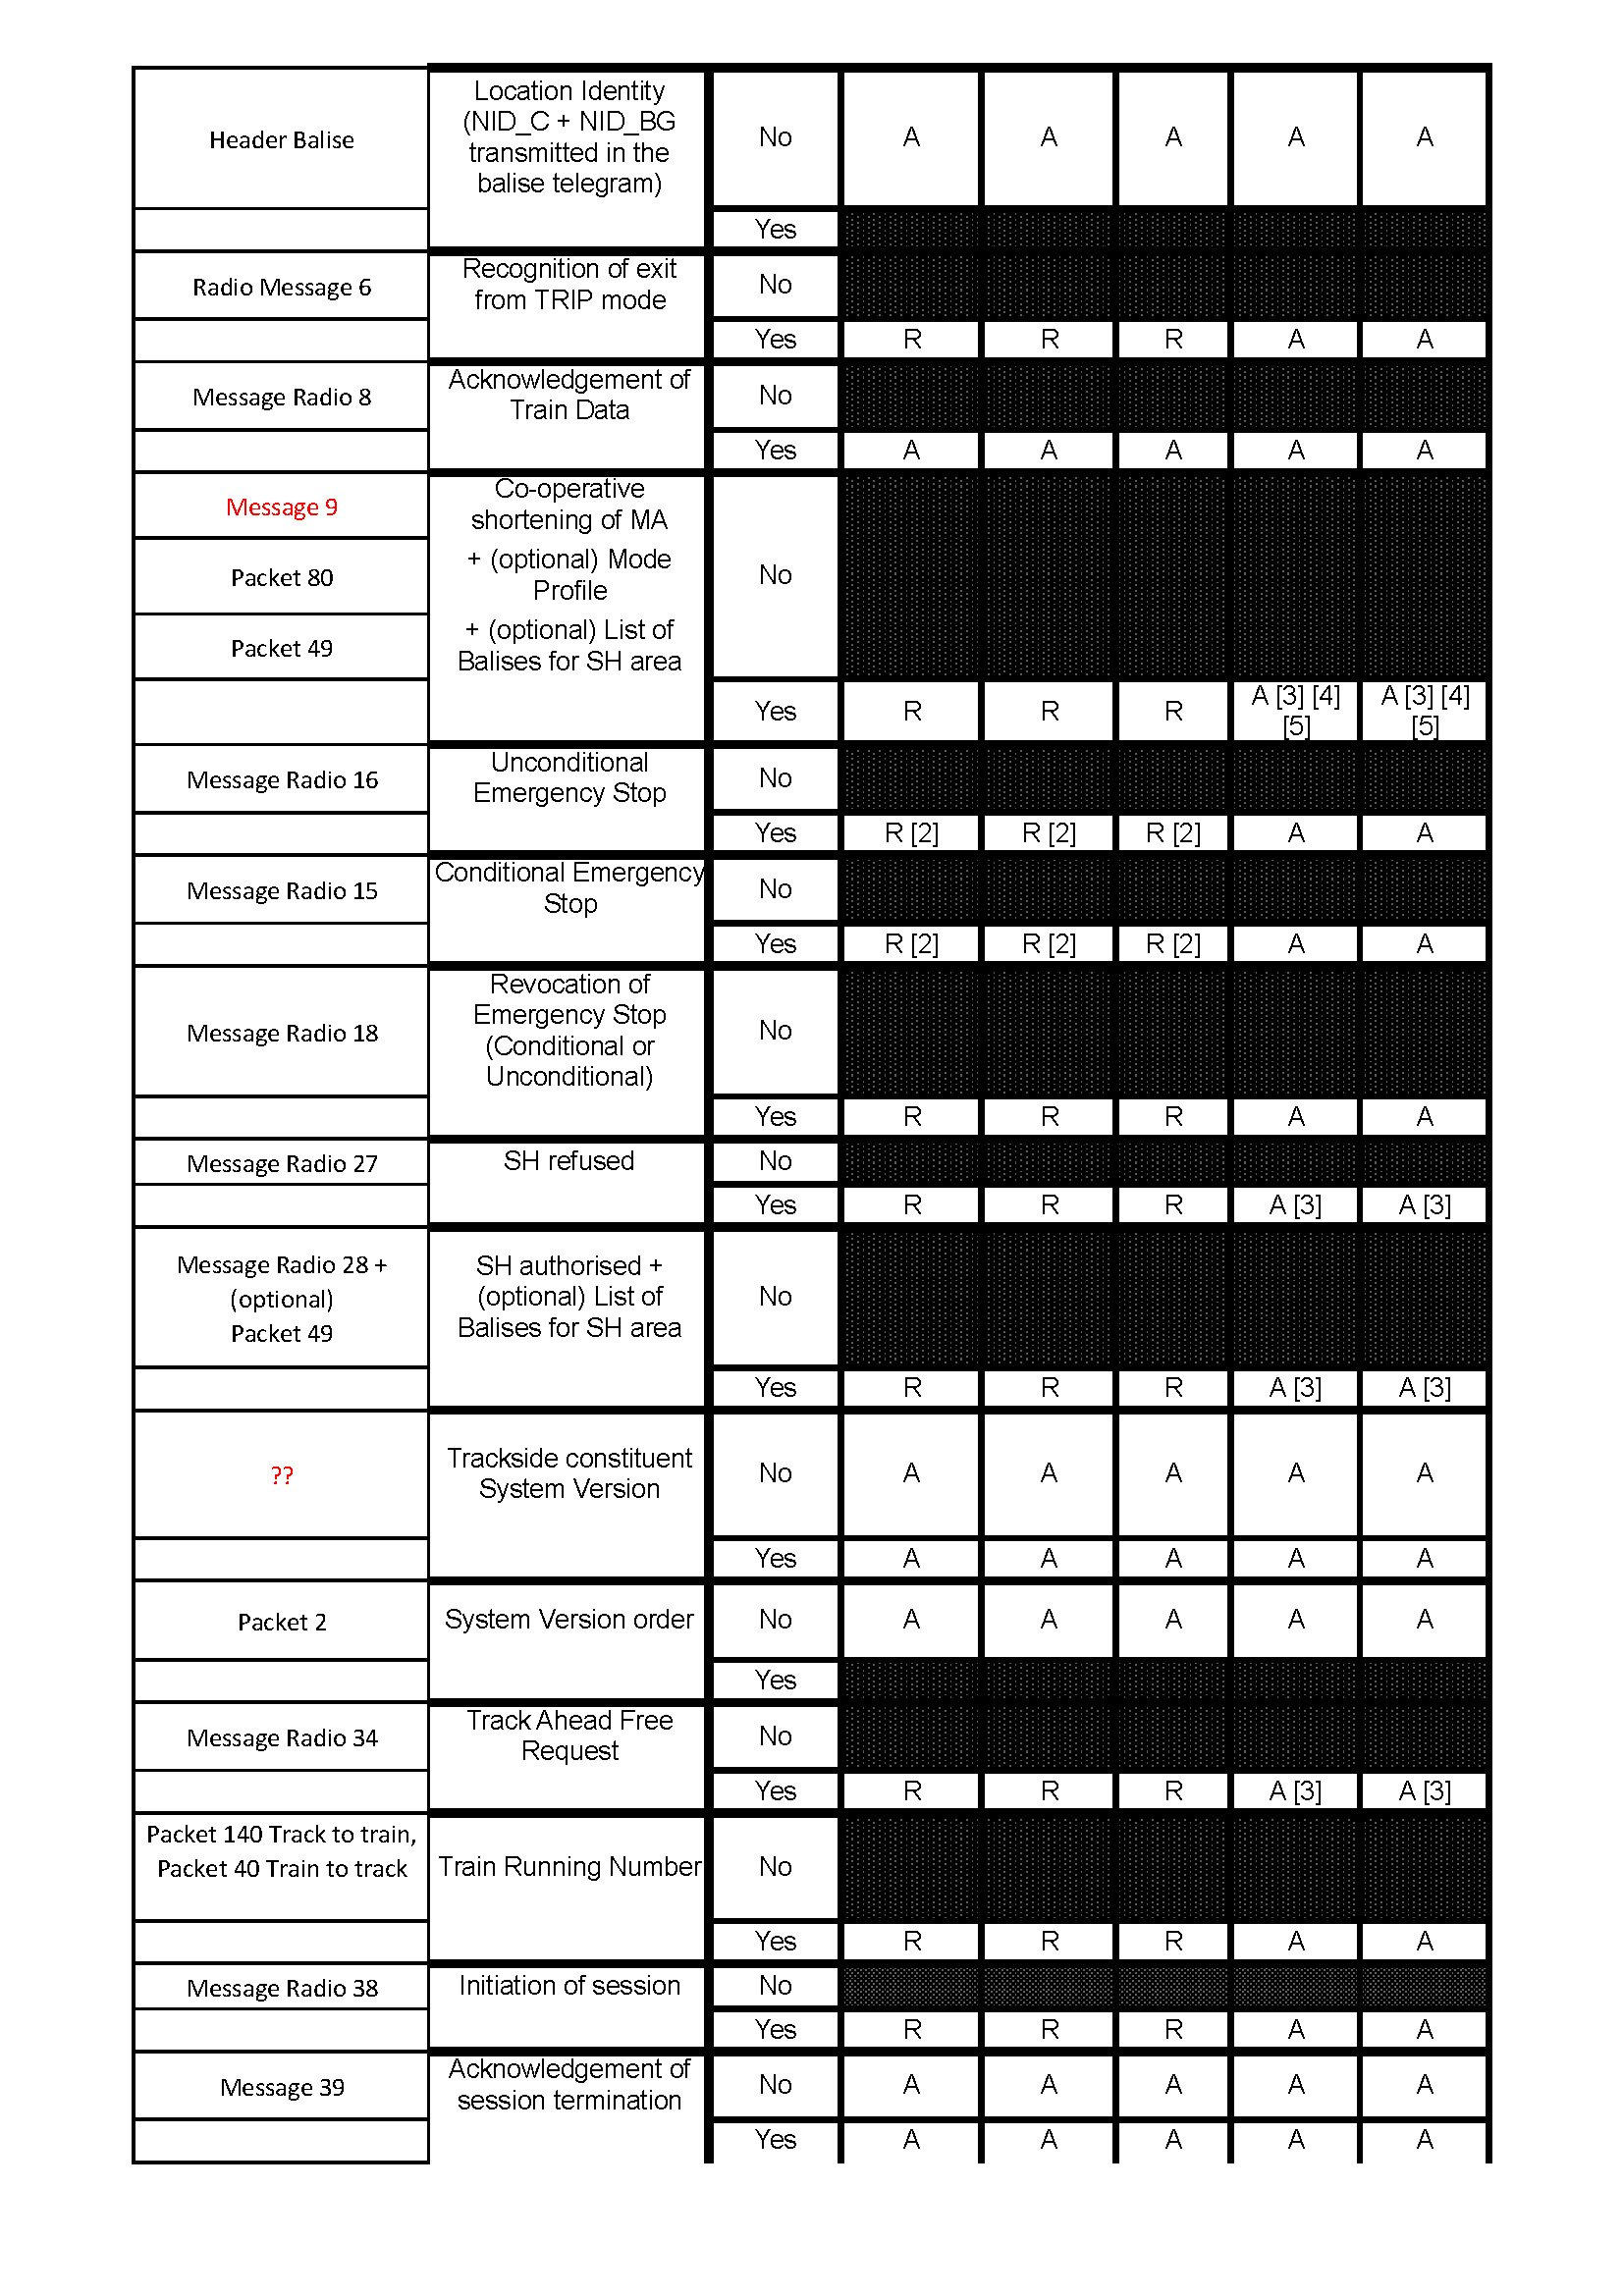 Header Balise
Location Identity
(NID_C + NID_BG
transmitted in the
balise telegram)
No A A A A A
Yes
Radio Message 6
Recognition of exit
from TRIP mode
No
Yes R R R A A
Message Radio 8
Acknowledgement of
Train Data
No
Yes A A A A A
Message 9
Packet 80
Packet 49
Co-operative
shortening of MA
+ (optional) Mode
Profile
+ (optional) List of
Balises for SH area
No
Yes R R R A [3] [4] A [3] [4]
[5] [5]
Message Radio 16
Unconditional
Emergency Stop
No
Yes R [2] R [2] R [2] A A
Message Radio 15
Conditional Emergency
Stop
No
Yes R [2] R [2] R [2] A A
Message Radio 18
Revocation of
Emergency Stop
(Conditional or
Unconditional)
No
Yes R R R A A
Message Radio 27
SH refused
No
Yes R R R A [3] A [3]
Message Radio 28 +
(optional)
Packet 49
SH authorised +
(optional) List of
Balises for SH area
No
Yes R R R A [3] A [3]
??
Trackside constituent
System Version
No A A A A A
Yes A A A A A
Packet 2
System Version order
No A A A A A
Yes
Message Radio 34
Track Ahead Free
Request
No
Yes R R R A [3] A [3]
Packet 140 Track to train,
Packet 40 Train to track
Train Running Number
No
Yes R R R A A
Message Radio 38
Initiation of session
No
Yes R R R A A
Message 39
Acknowledgement of
session termination
No A A A A A
Yes A A A A A